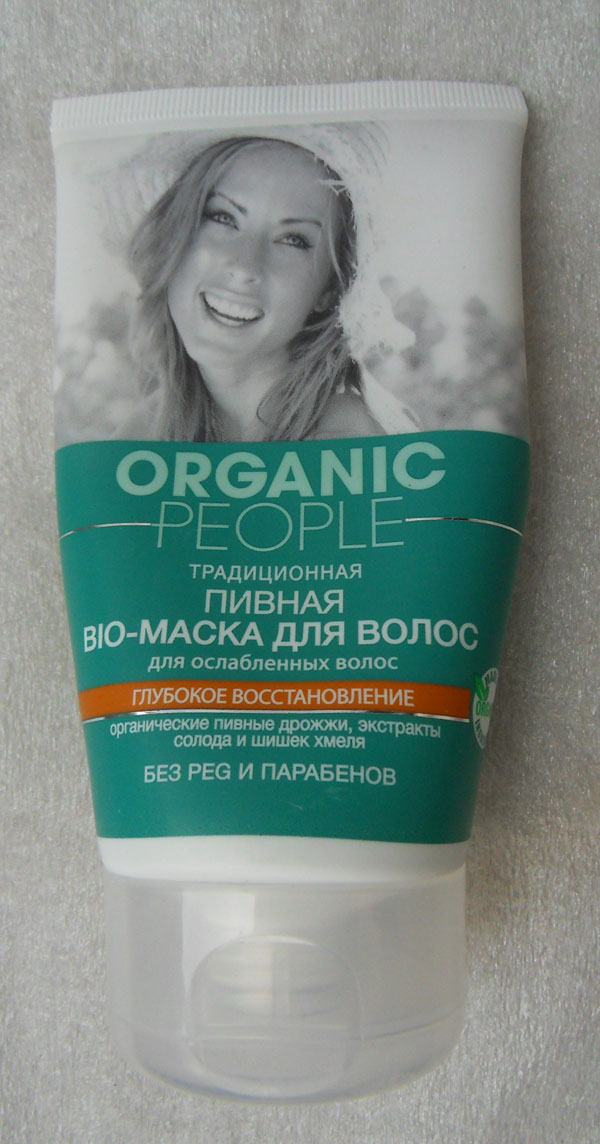 ORGANIC
PEOPLE
ТРАДИЦИОННАЯ
ПИВНАЯ
BIO-МАСКА ДЛЯ ВОЛОС
для ослабленных волос
ГЛУБОКОЕ ВОССТАНОВЛЕНИЕ
органические пивные дрожжи, экстракты
солода и шишек хмеля
БЕЗ PEG И ПАРАБЕНОВ